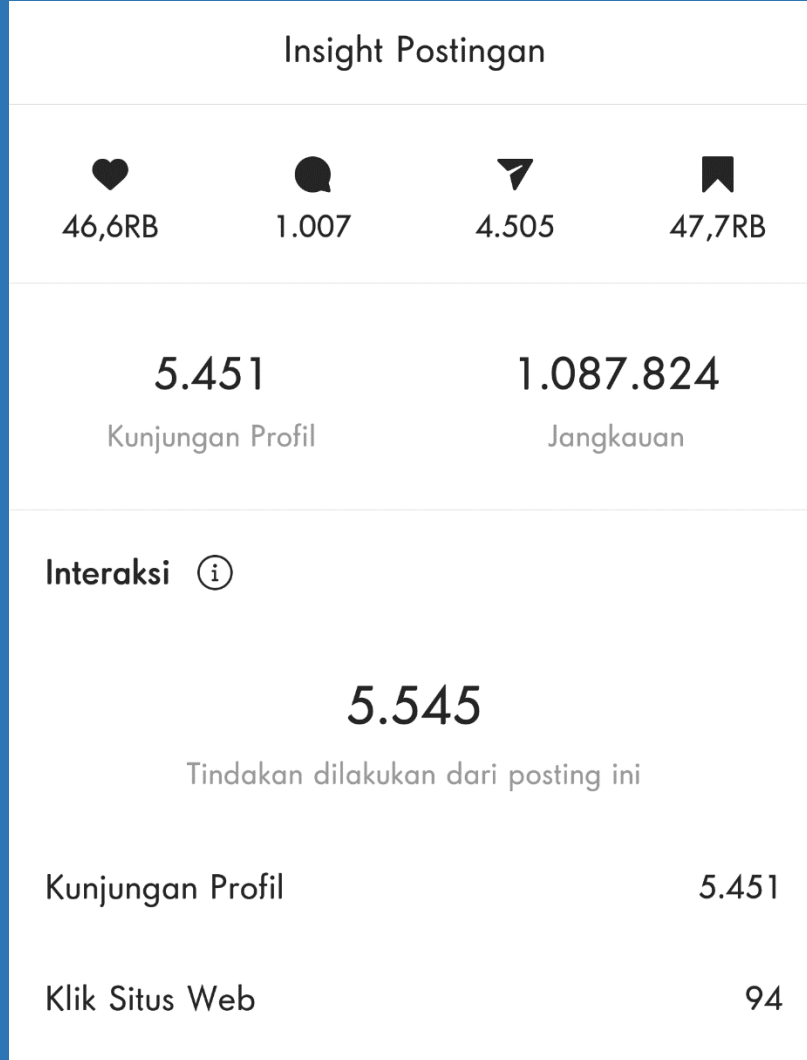 Insight Postingan
46,6RB 1.007 4.505 47,7RB
5.451 1.087.824
Kunjungan Profil Jangkauan
Interaksi i
5.545
Tindakan dilakukan dari posting ini
Kunjungan Profil 5.451
Klik Situs Web 94